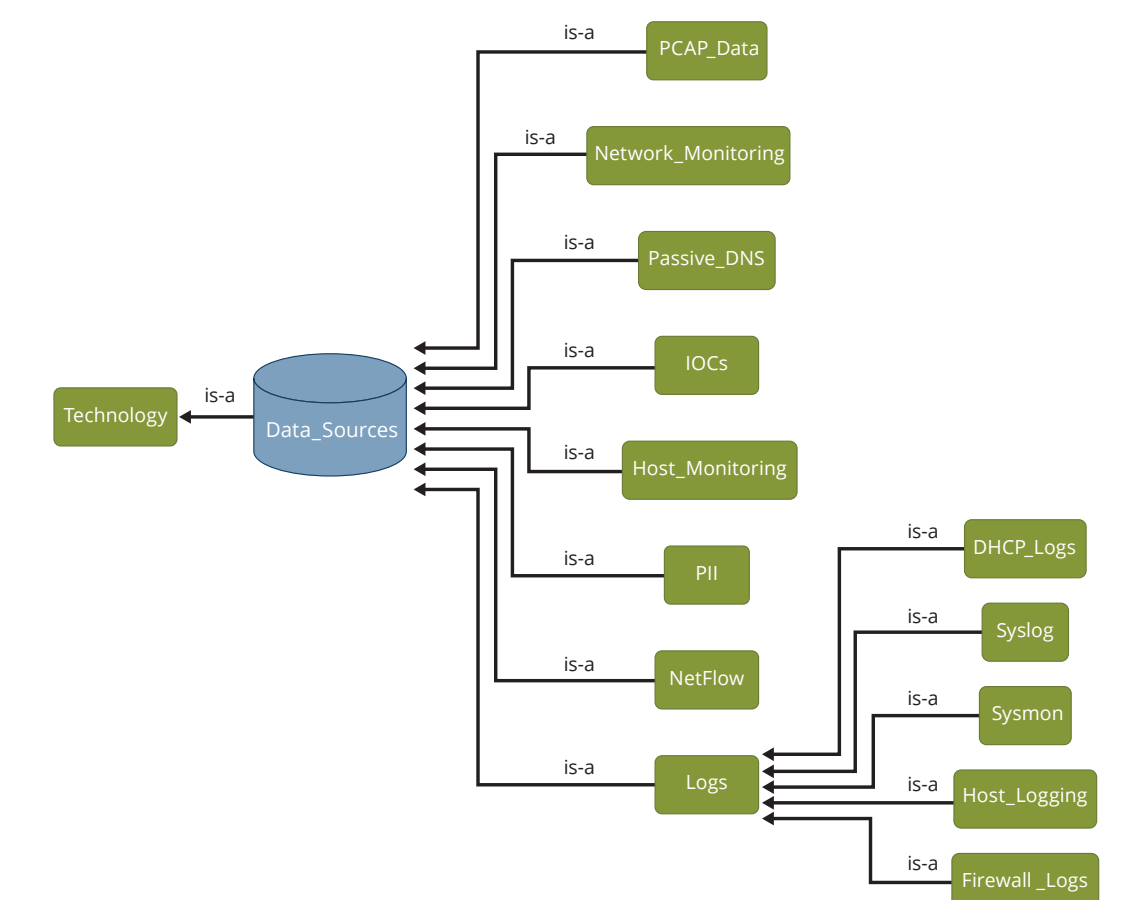 is-a
PCAP_Data
is-a
Network_Monitoring
is-a
Passive_DNS
is-a
IOCs
Technology
is-a
Data_Sources
is-a
Host_Monitoring
is-a
DHCP_Logs
is-a
PII
is-a
Syslog
is-a
NetFlow
is-a
Sysmon
is-a
Logs
is-a
Host_Logging
is-a
Firewall _Logs